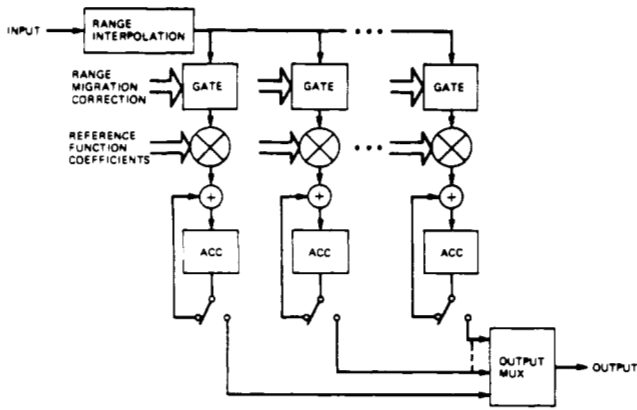 INPUT
RANGE
INTERPOLATION
RANGE
MIGRATION
CORRECTION
GATE
GATE
GATE
REFERENCE
FUNCTION
COEFFICIENTS
+
+
+
ACC
ACC
ACC
OUTPUT
MUX
OUTPUT